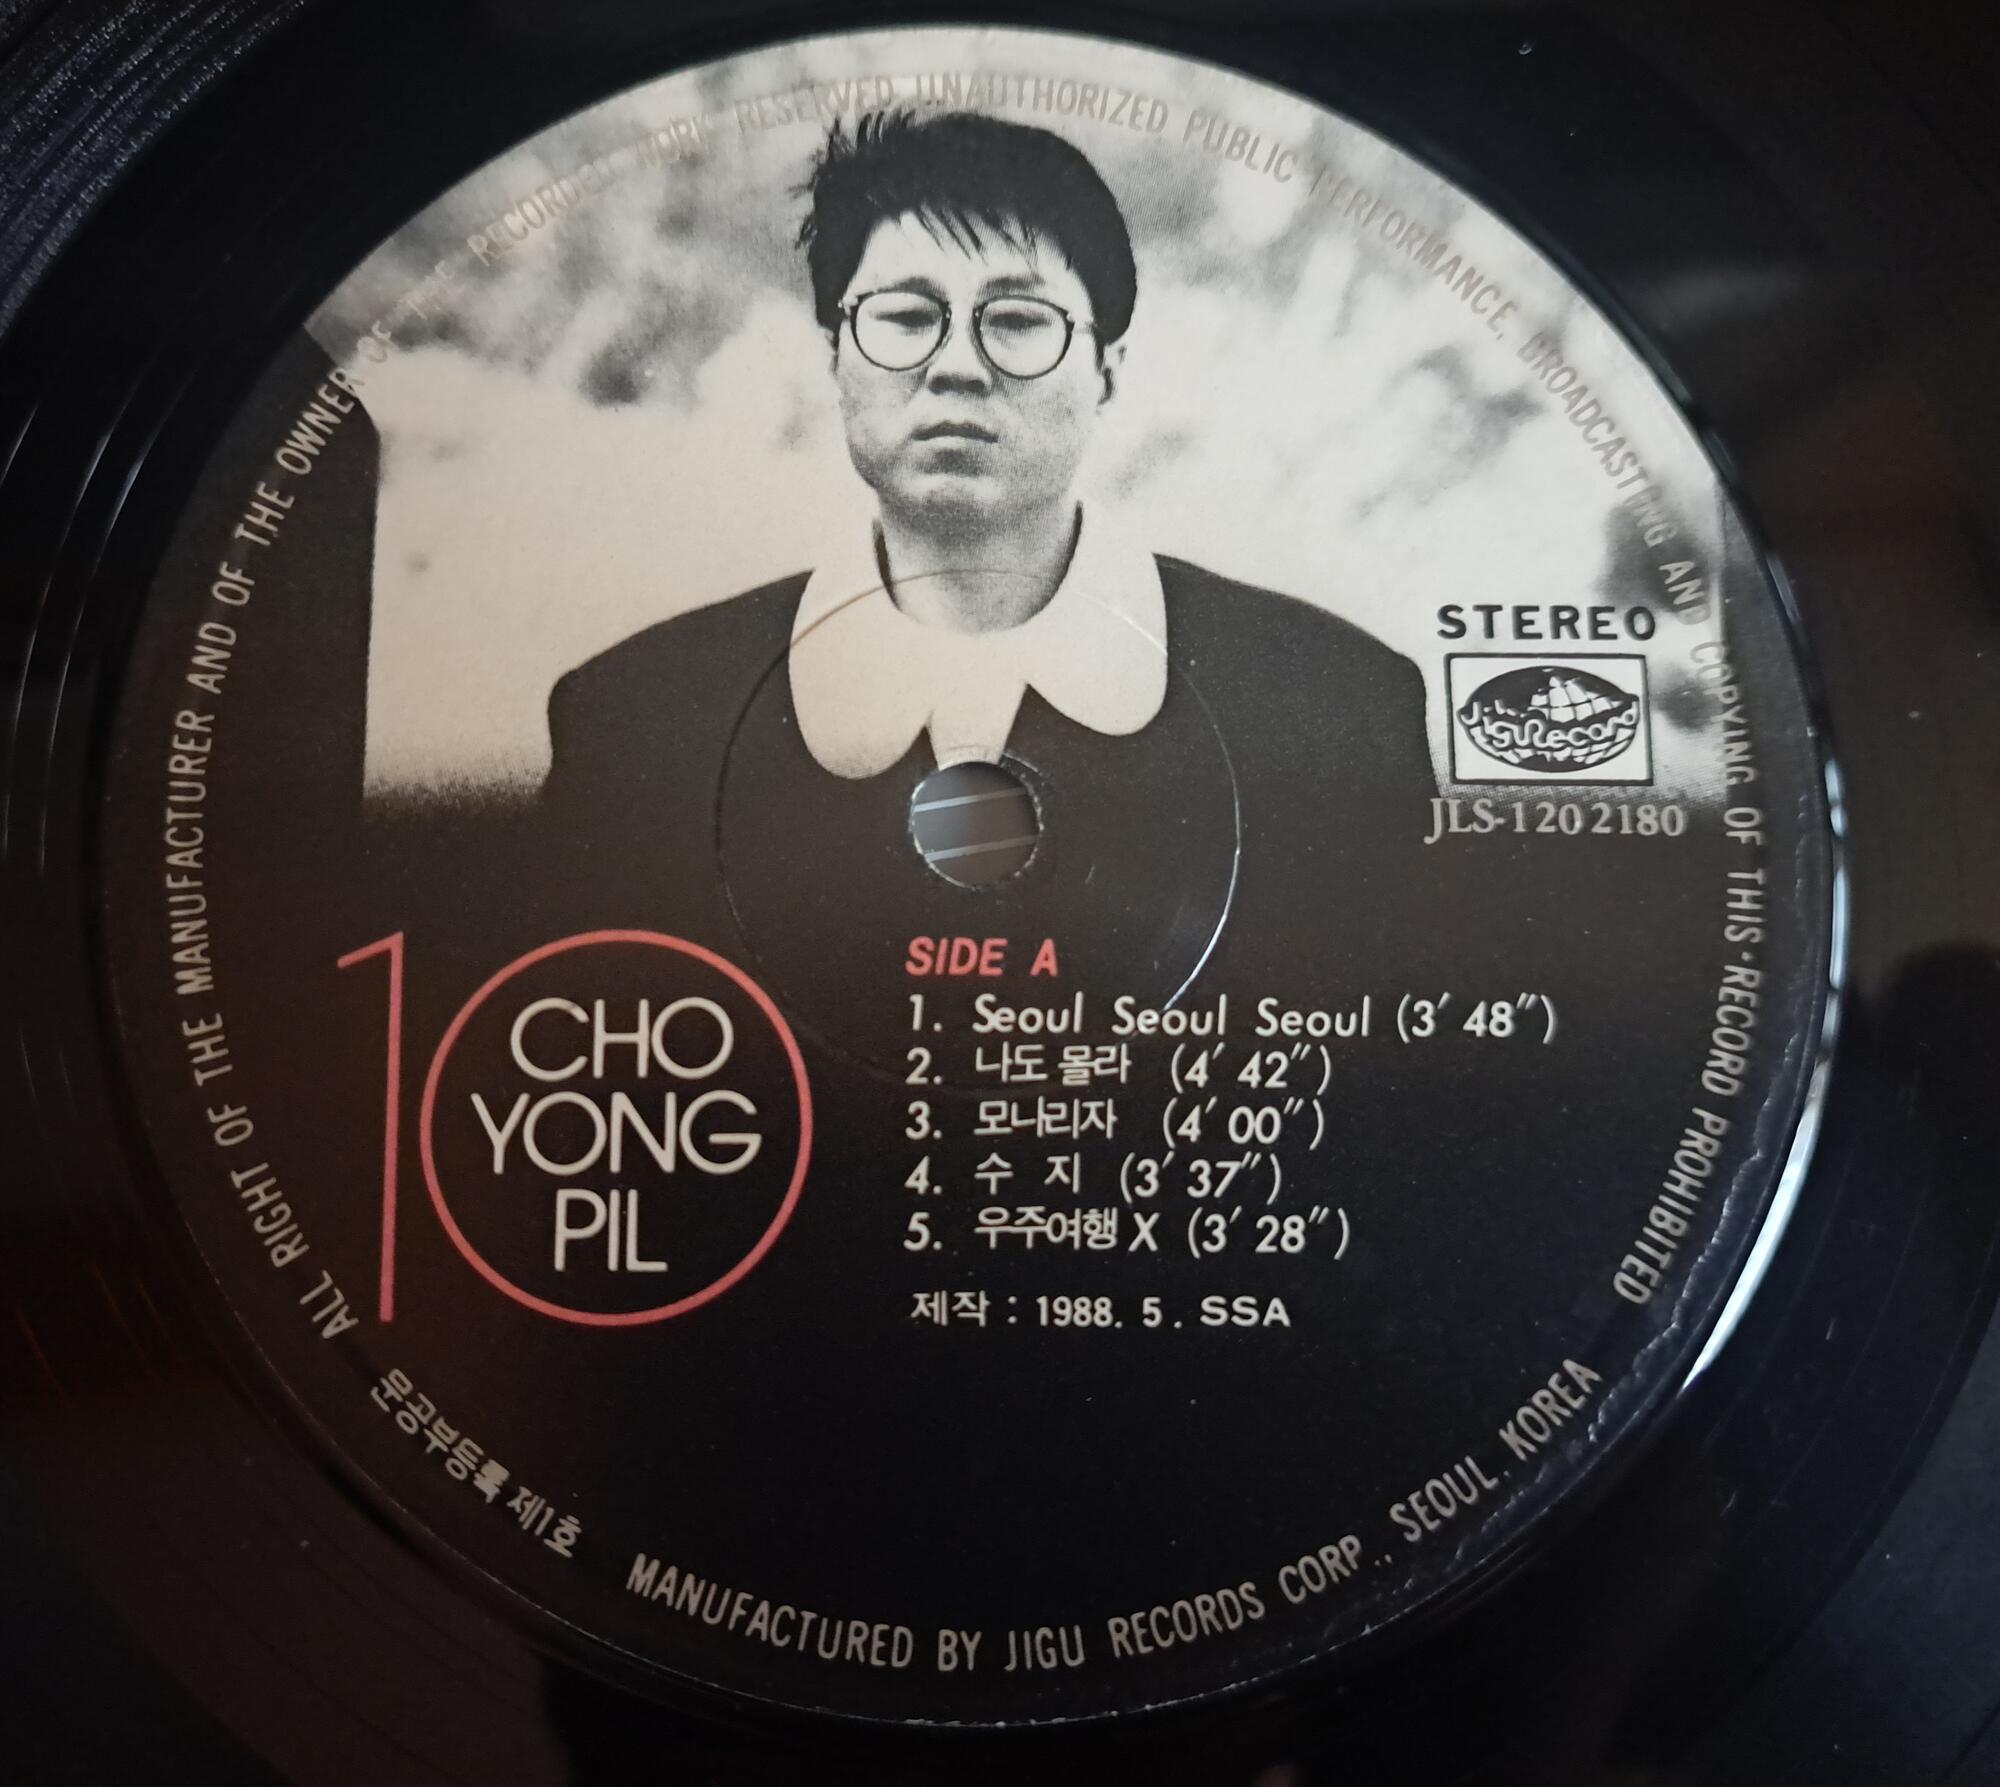 ALL RIGHT OF THE MANUFACTURER AND OF THE OWNER OF THE RECORDED WORK RESERVED UNAUTHORIZED PUBLIC PERFORMANCE, BROADCASTING AND COPYING OF THIS·RECORD PROHIBITED
STEREO
JiguRecord
JLS-1202180
10
CHO
YONG
PIL
SIDE A
1. Seoul Seoul Seoul (3′ 48″)
2. 나도 몰라 (4′ 42″)
3. 모나리자 (4′ 00″)
4. 수 지 (3′ 37″)
5. 우주여행 X (3′ 28″)
제작 : 1988. 5. SSA
문공부등록 제1호
MANUFACTURED BY JIGU RECORDS CORP., SEOUL, KOREA